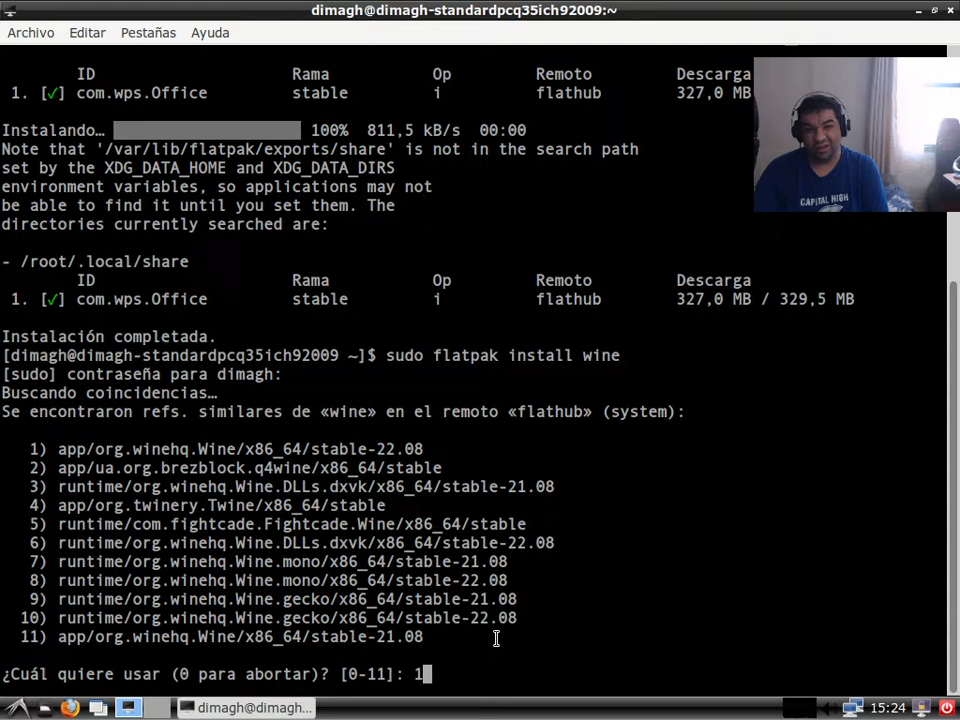 dimagh@dimagh-standardpcq35ich92009:~
Archivo Editar Pestañas Ayuda
ID Rama Op Remoto Descarga
1. [✓] com.wps.Office stable i flathub 327,0 MB
Instalando… 100% 811,5 kB/s 00:00
Note that '/var/lib/flatpak/exports/share' is not in the search path
set by the XDG_DATA_HOME and XDG_DATA_DIRS
environment variables, so applications may not
be able to find it until you set them. The
directories currently searched are:
- /root/.local/share
ID Rama Op Remoto Descarga
1. [✓] com.wps.Office stable i flathub 327,0 MB / 329,5 MB
Instalación completada.
[dimagh@dimagh-standardpcq35ich92009 ~]$ sudo flatpak install wine
[sudo] contraseña para dimagh:
Buscando coincidencias…
Se encontraron refs. similares de «wine» en el remoto «flathub» (system):
1) app/org.winehq.Wine/x86_64/stable-22.08
2) app/ua.org.brezblock.q4wine/x86_64/stable
3) runtime/org.winehq.Wine.DLLs.dxvk/x86_64/stable-21.08
4) app/org.twinery.Twine/x86_64/stable
5) runtime/com.fightcade.Fightcade.Wine/x86_64/stable
6) runtime/org.winehq.Wine.DLLs.dxvk/x86_64/stable-22.08
7) runtime/org.winehq.Wine.mono/x86_64/stable-21.08
8) runtime/org.winehq.Wine.mono/x86_64/stable-22.08
9) runtime/org.winehq.Wine.gecko/x86_64/stable-21.08
10) runtime/org.winehq.Wine.gecko/x86_64/stable-22.08
11) app/org.winehq.Wine/x86_64/stable-21.08
¿Cuál quiere usar (0 para abortar)? [0-11]: 1
CAPITAL HIGH
dimagh@dimagh... 15:24